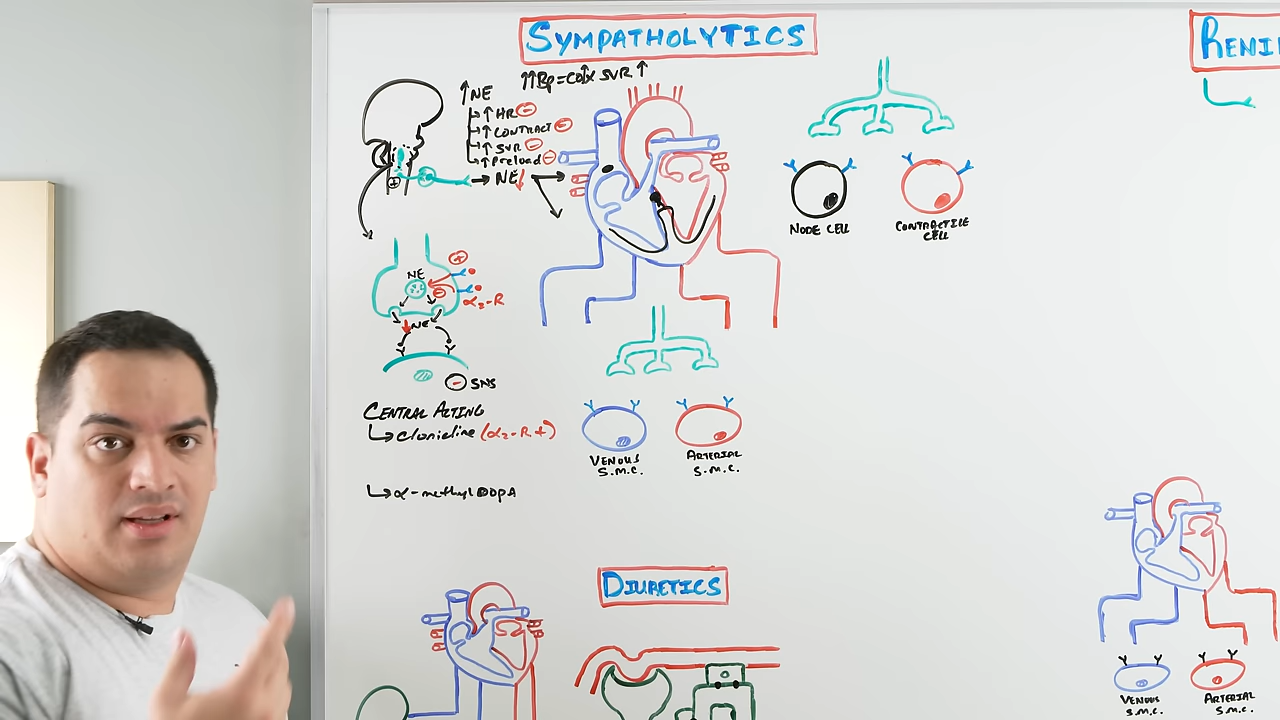 SYMPATHOLYTICS
RENI
↑↑BP=CO↑x SVR ↑
↑NE
↳↑HR ⊖
↳↑CONTRACT ⊖
↳↑SVR ⊖
↳↑Preload ⊖
→ NE↓ →
⊕
NODE CELL
CONTRACTILE
CELL
NE
⊕
⊖
α₂-R
↓NE
⊖ SNS
CENTRAL ACTING
↳clonidine (α₂-R +)
↳α-methyl DOPA
VENOUS
S.M.C.
ARTERIAL
S.M.C.
DIURETICS
VENOUS
S.M.C.
ARTERIAL
S.M.C.